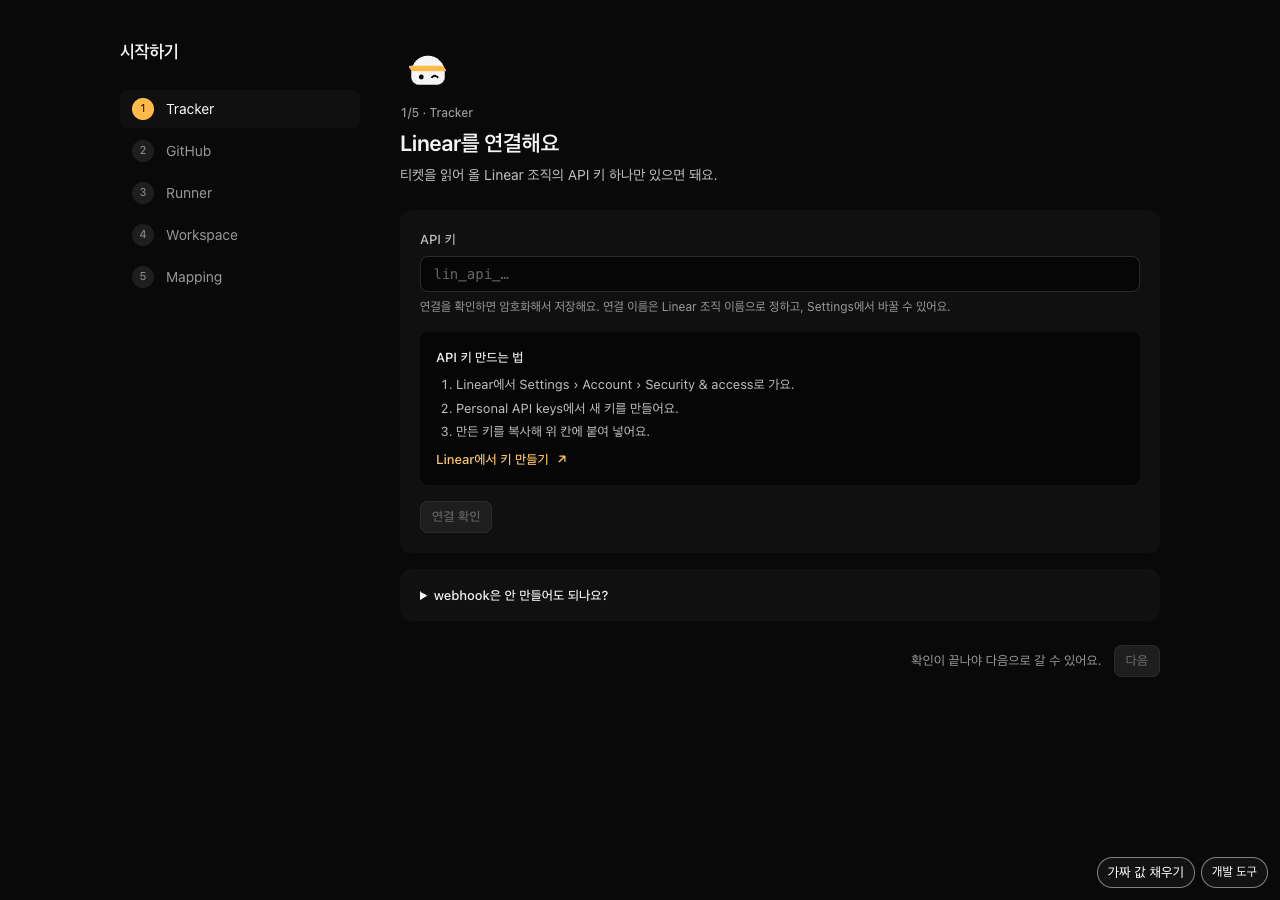 시작하기
1 Tracker
2 GitHub
3 Runner
4 Workspace
5 Mapping
1/5 · Tracker
Linear를 연결해요
티켓을 읽어 올 Linear 조직의 API 키 하나만 있으면 돼요.
API 키
lin_api_…
연결을 확인하면 암호화해서 저장해요. 연결 이름은 Linear 조직 이름으로 정하고, Settings에서 바꿀 수 있어요.
API 키 만드는 법
1. Linear에서 Settings › Account › Security & access로 가요.
2. Personal API keys에서 새 키를 만들어요.
3. 만든 키를 복사해 위 칸에 붙여 넣어요.
Linear에서 키 만들기 ↗
연결 확인
▶ webhook은 안 만들어도 되나요?
확인이 끝나야 다음으로 갈 수 있어요. 다음
가짜 값 채우기 개발 도구